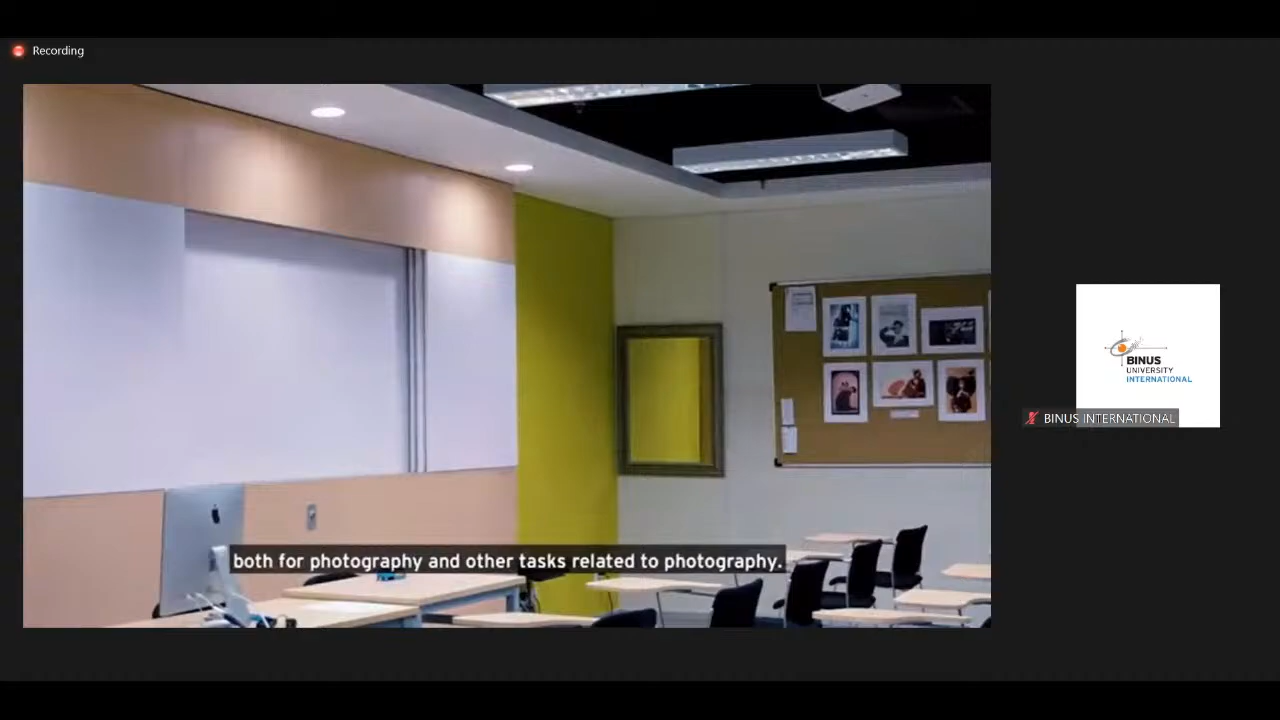 Recording
both for photography and other tasks related to photography.
BINUS
UNIVERSITY
INTERNATIONAL
BINUS INTERNATIONAL